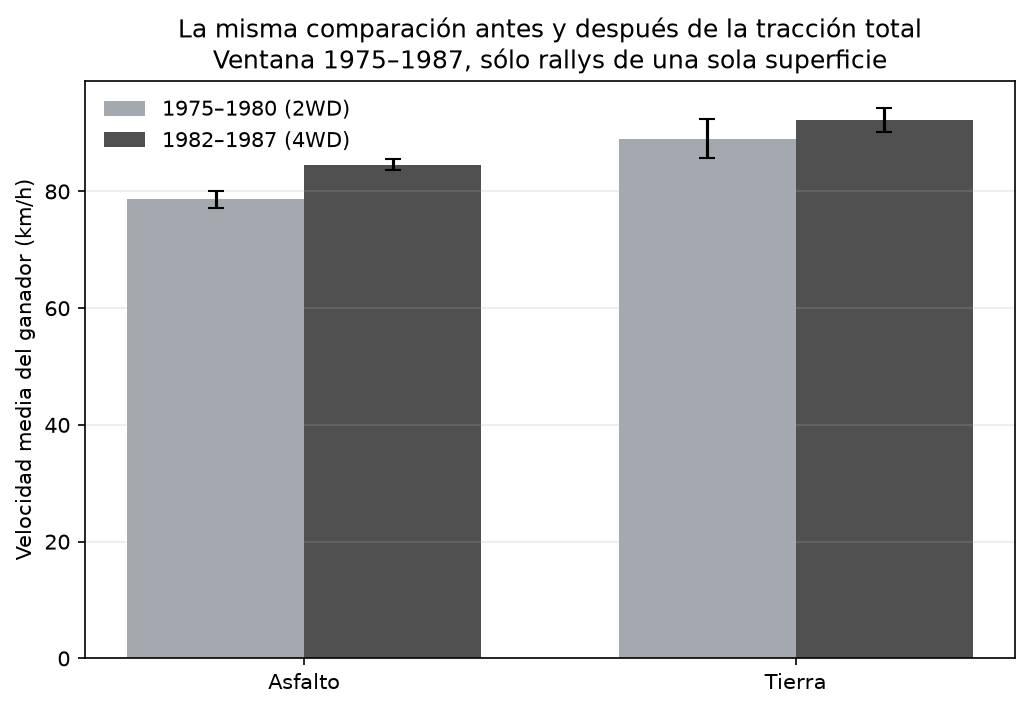 La misma comparación antes y después de la tracción total
Ventana 1975–1987, sólo rallys de una sola superficie
1975–1980 (2WD)
1982–1987 (4WD)
Velocidad media del ganador (km/h)
80
60
40
20
0
Asfalto
Tierra